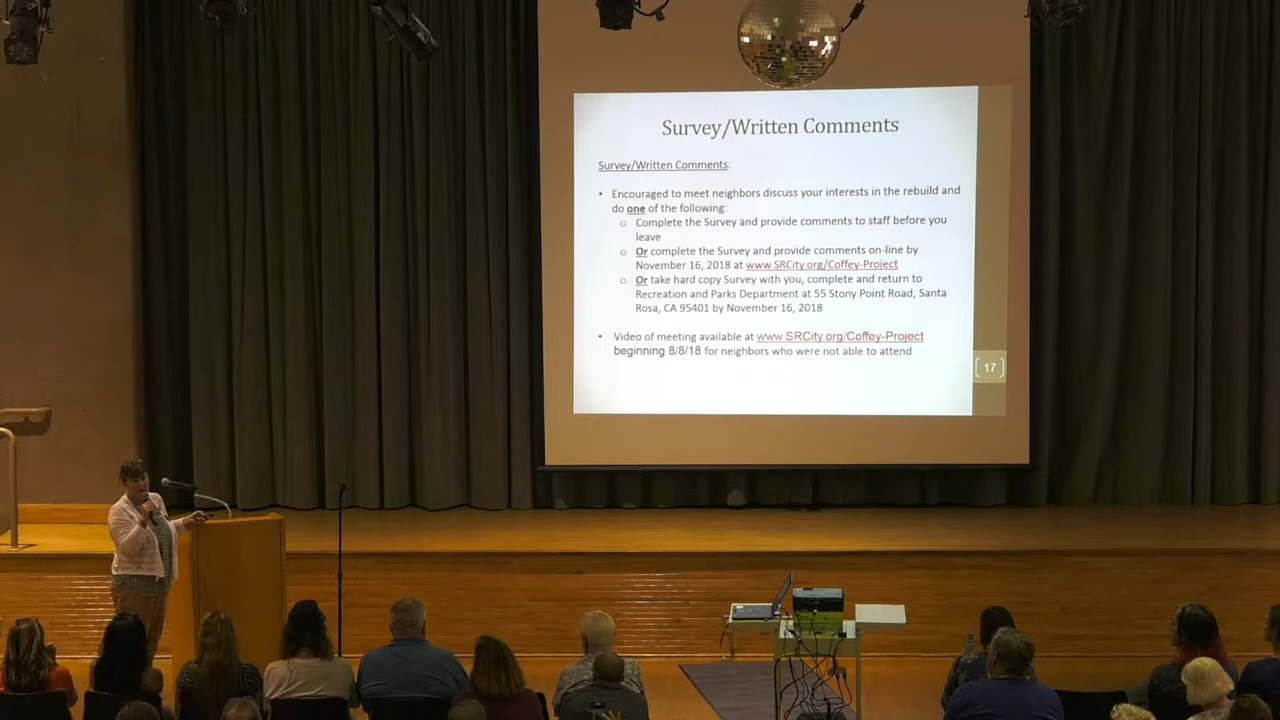 Survey/Written Comments
Survey/Written Comments:
• Encouraged to meet neighbors discuss your interests in the rebuild and
do one of the following:
o Complete the Survey and provide comments to staff before you
leave
o Or complete the Survey and provide comments on-line by
November 16, 2018 at www.SRCity.org/Coffey-Project
o Or take hard copy Survey with you, complete and return to
Recreation and Parks Department at 55 Stony Point Road, Santa
Rosa, CA 95401 by November 16, 2018
• Video of meeting available at www.SRCity.org/Coffey-Project
beginning 8/8/18 for neighbors who were not able to attend
17